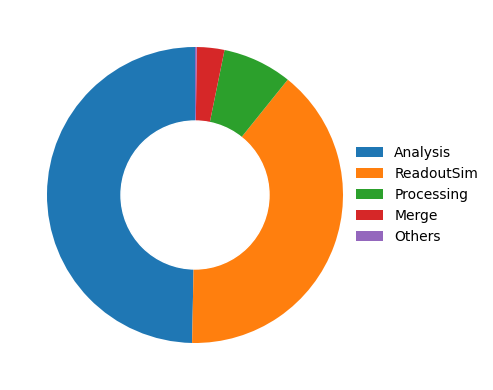 Analysis
ReadoutSim
Processing
Merge
Others